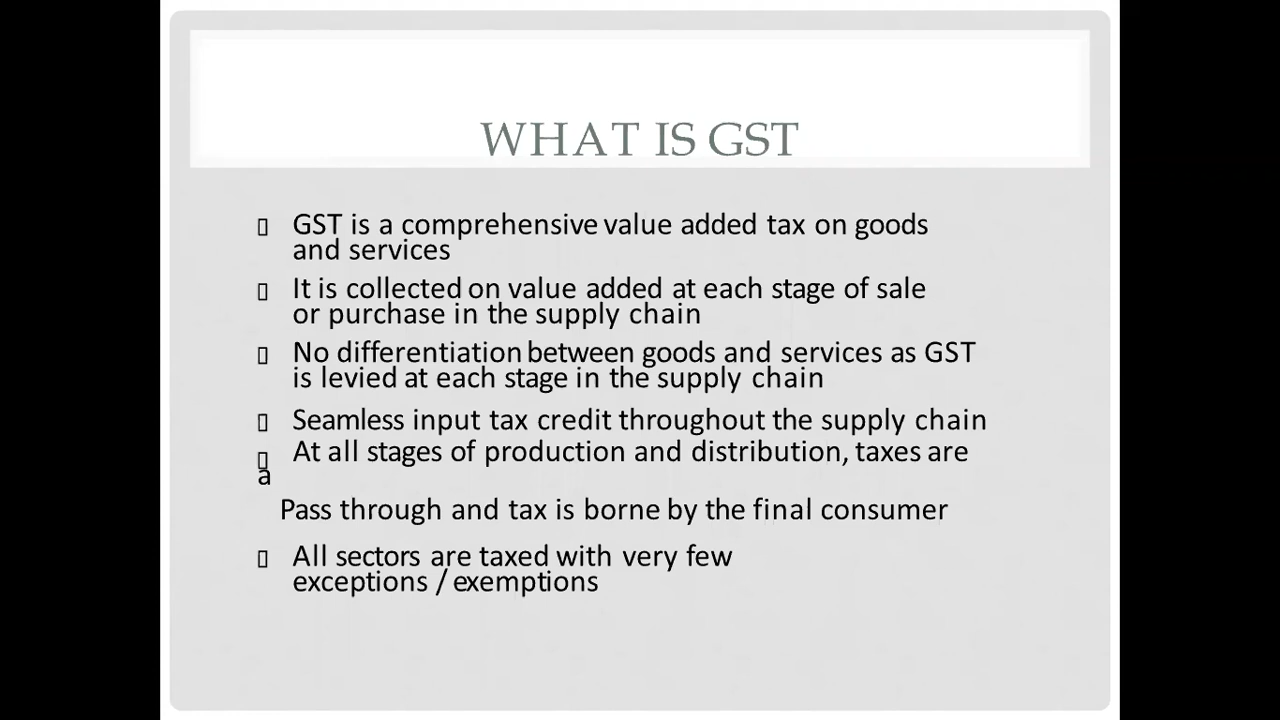 WHAT IS GST
▯ GST is a comprehensive value added tax on goods
and services
▯ It is collected on value added at each stage of sale
or purchase in the supply chain
▯ No differentiation between goods and services as GST
is levied at each stage in the supply chain
▯ Seamless input tax credit throughout the supply chain
▯ At all stages of production and distribution, taxes are
a
Pass through and tax is borne by the final consumer
▯ All sectors are taxed with very few
exceptions / exemptions